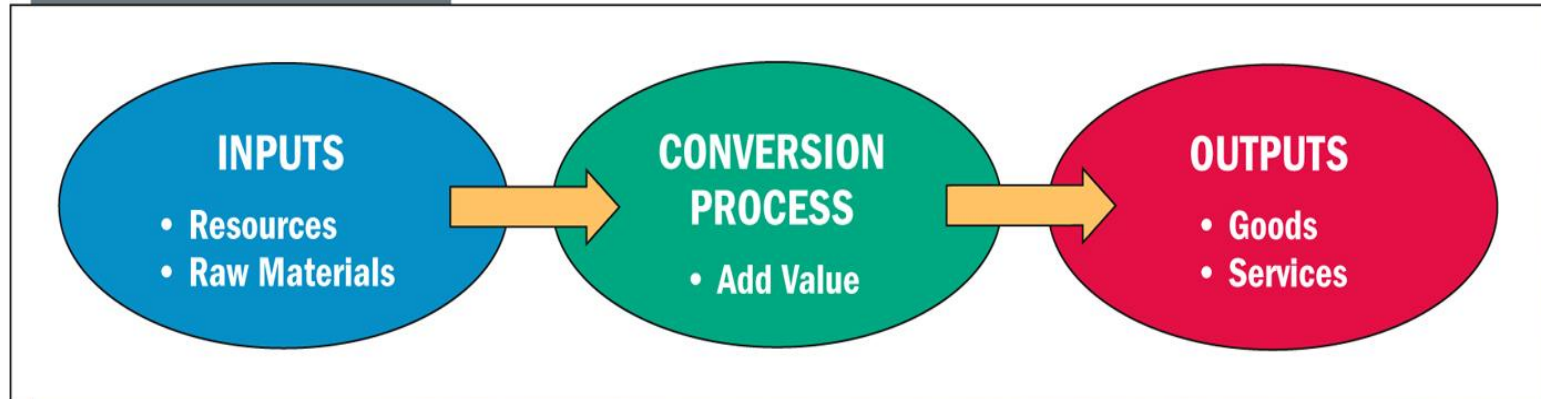 INPUTS
• Resources
• Raw Materials
CONVERSION
PROCESS
• Add Value
OUTPUTS
• Goods
• Services